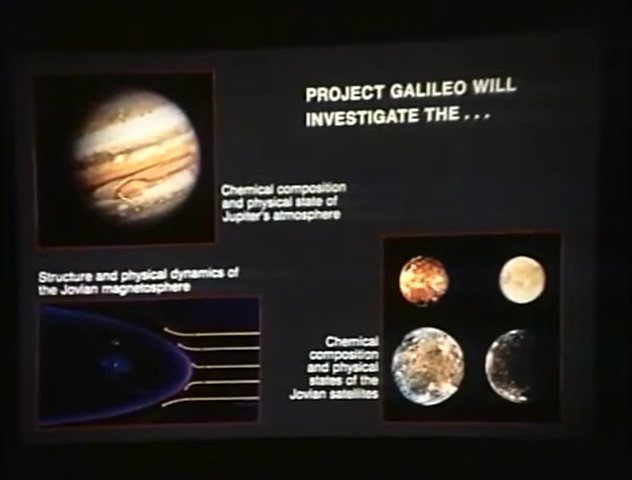 PROJECT GALILEO WILL
INVESTIGATE THE...
Chemical composition
and physical state of
Jupiter's atmosphere
Structure and physical dynamics of
the Jovian magnetosphere
Chemical
composition
and physical
states of the
Jovian satellites